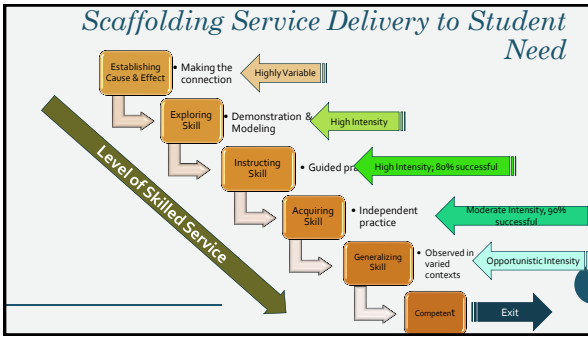 Scaffolding Service Delivery to Student
Need
Establishing
Cause & Effect
• Making the
connection
Highly Variable
Exploring
Skill
• Demonstration &
Modeling
High Intensity
Instructing
Skill
• Guided pra
High Intensity; 80% successful
Acquiring
Skill
• Independent
practice
Moderate Intensity, 90%
successful
Generalizing
Skill
• Observed in
varied
contexts
Opportunistic Intensity
Competent
Exit
Level of Skilled Service